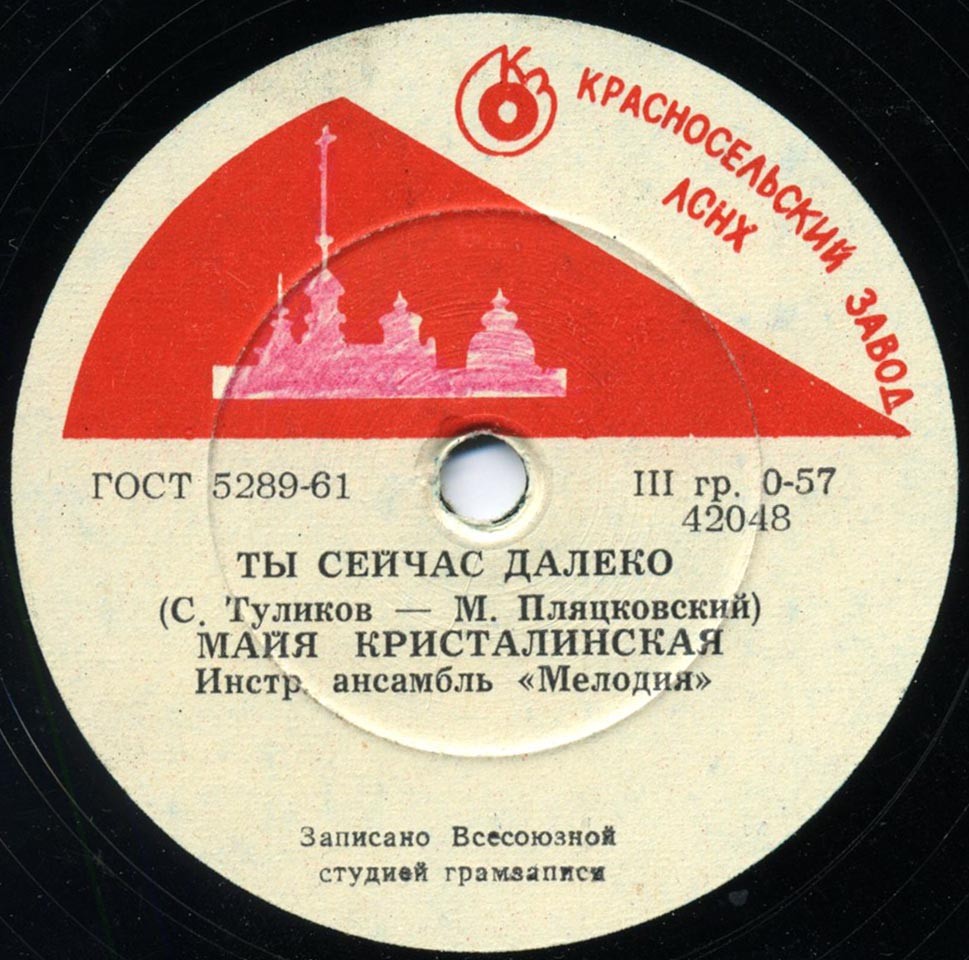 КЗ
КРАСНОСЕЛЬСКИЙ ЗАВОД
ЛСНХ
ГОСТ 5289-61
III гр. 0-57
42048
ТЫ СЕЙЧАС ДАЛЕКО
(С. Туликов — М. Пляцковский)
МАЙЯ КРИСТАЛИНСКАЯ
Инстр. ансамбль «Мелодия»
Записано Всесоюзной
студией грамзаписи